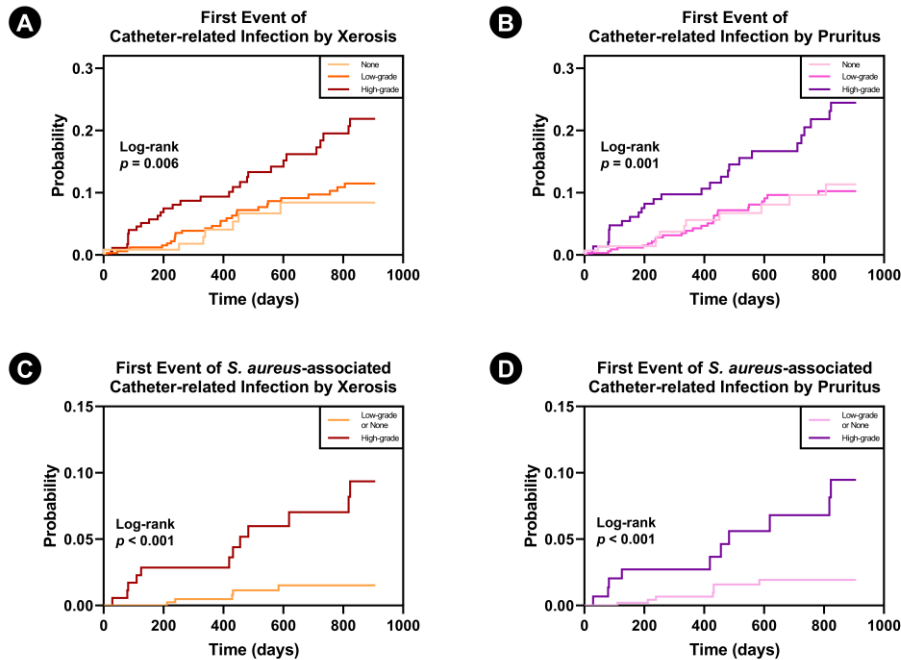 A
First Event of
Catheter-related Infection by Xerosis
0.3
0.2
0.1
0.0
Probability
None
Low-grade
High-grade
Log-rank
p = 0.006
0 200 400 600 800 1000
Time (days)
B
First Event of
Catheter-related Infection by Pruritus
0.3
0.2
0.1
0.0
Probability
None
Low-grade
High-grade
Log-rank
p = 0.001
0 200 400 600 800 1000
Time (days)
C
First Event of S. aureus-associated
Catheter-related Infection by Xerosis
0.15
0.10
0.05
0.00
Probability
Low-grade
or None
High-grade
Log-rank
p < 0.001
0 200 400 600 800 1000
Time (days)
D
First Event of S. aureus-associated
Catheter-related Infection by Pruritus
0.15
0.10
0.05
0.00
Probability
Low-grade
or None
High-grade
Log-rank
p < 0.001
0 200 400 600 800 1000
Time (days)